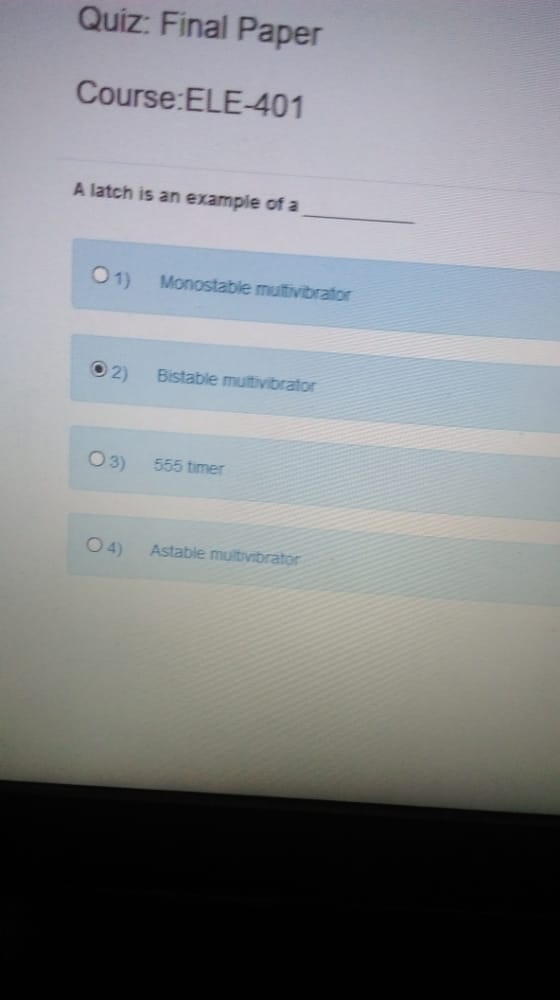 Quiz: Final Paper
Course:ELE-401
A latch is an example of a __________
1) Monostable multivibrator
2) Bistable multivibrator
3) 555 timer
4) Astable multivibrator